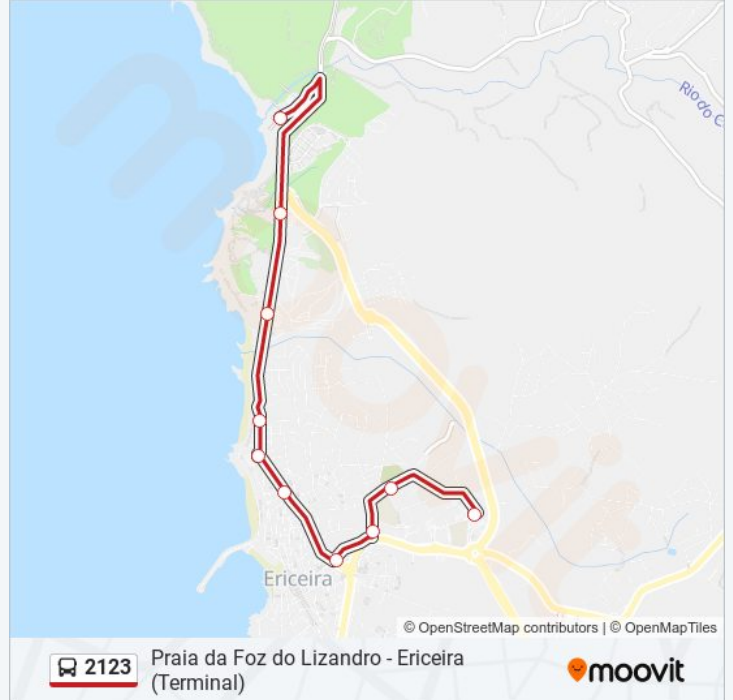 Rio do C
Ericeira
© OpenStreetMap contributors | © OpenMapTiles
2123
Praia da Foz do Lizandro - Ericeira
(Terminal)
moovit